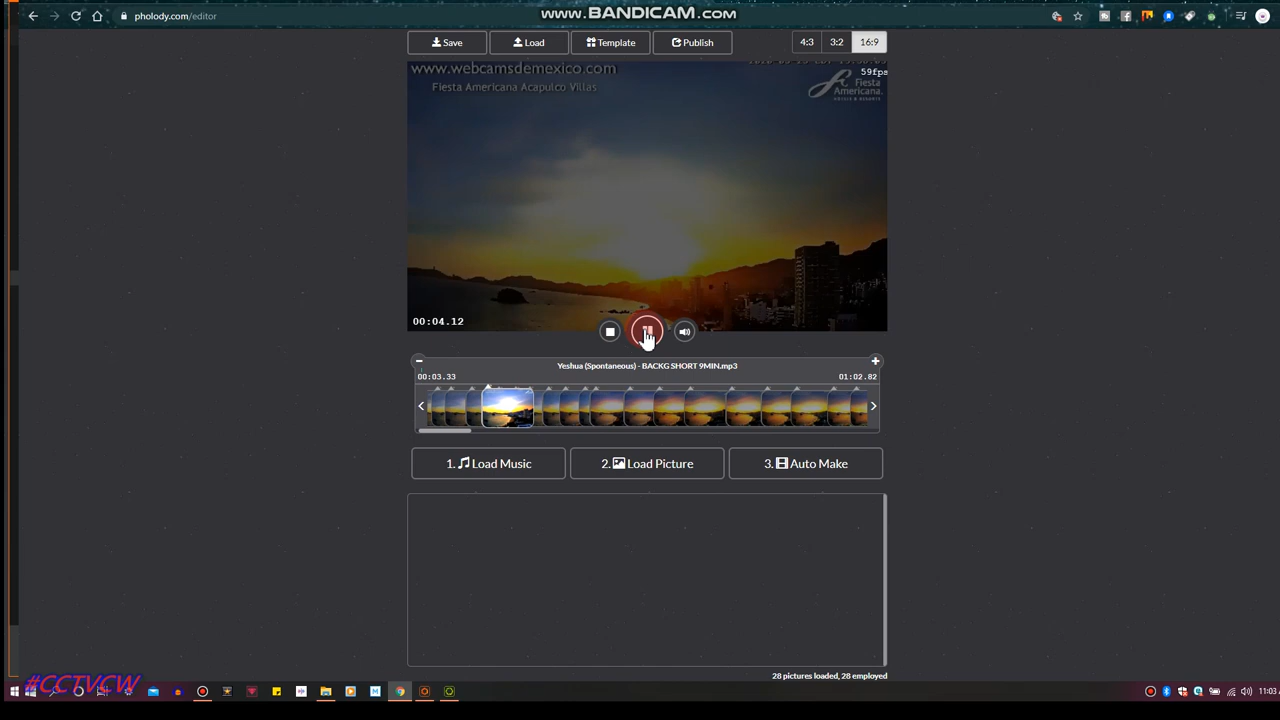 www.BANDICAM.com
pholody.com/editor
Save
Load
Template
Publish
4:3
3:2
16:9
www.webcamsdemexico.com
59fps
Fiesta Americana Acapulco Villas
Fiesta
Americana.
00:04.12
Yeshua (Spontaneous) - BACKG SHORT 9MIN.mp3
00:03.33
01:02.82
1. Load Music
2. Load Picture
3. Auto Make
28 pictures loaded, 28 employed
#CCTVCW
11:03